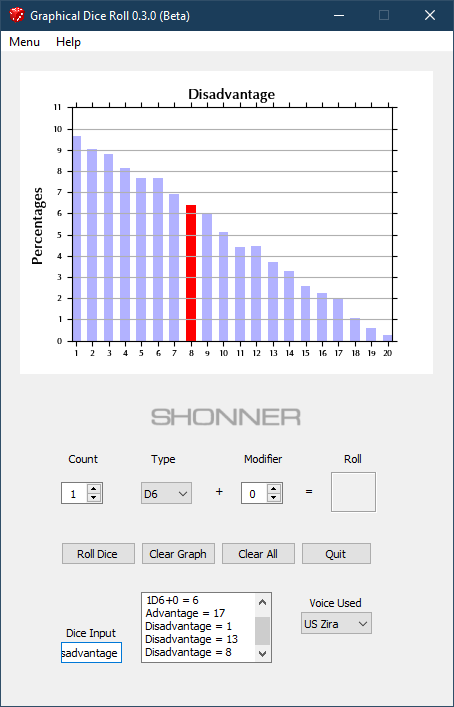 Graphical Dice Roll 0.3.0 (Beta)
Menu Help
Disadvantage
Percentages
11
10
9
8
7
6
5
4
3
2
1
0
1 2 3 4 5 6 7 8 9 10 11 12 13 14 15 16 17 18 19 20
SHONNER
Count Type Modifier Roll
1 D6 + 0 =
Roll Dice Clear Graph Clear All Quit
1D6+0 = 6
Advantage = 17
Disadvantage = 1
Disadvantage = 13
Disadvantage = 8
Voice Used
US Zira
Dice Input
sadvantage